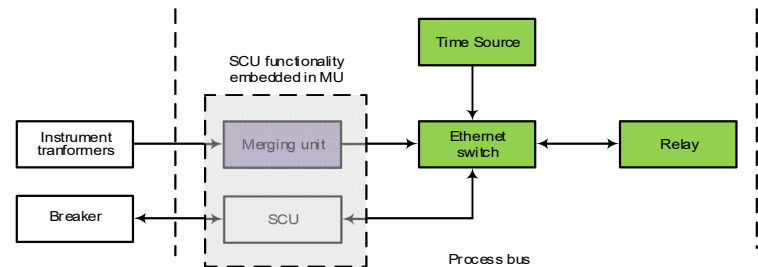 SCU functionality
embedded in MU
Time Source
Instrument
tranformers
Merging unit
Ethernet
switch
Relay
Breaker
SCU
Process bus